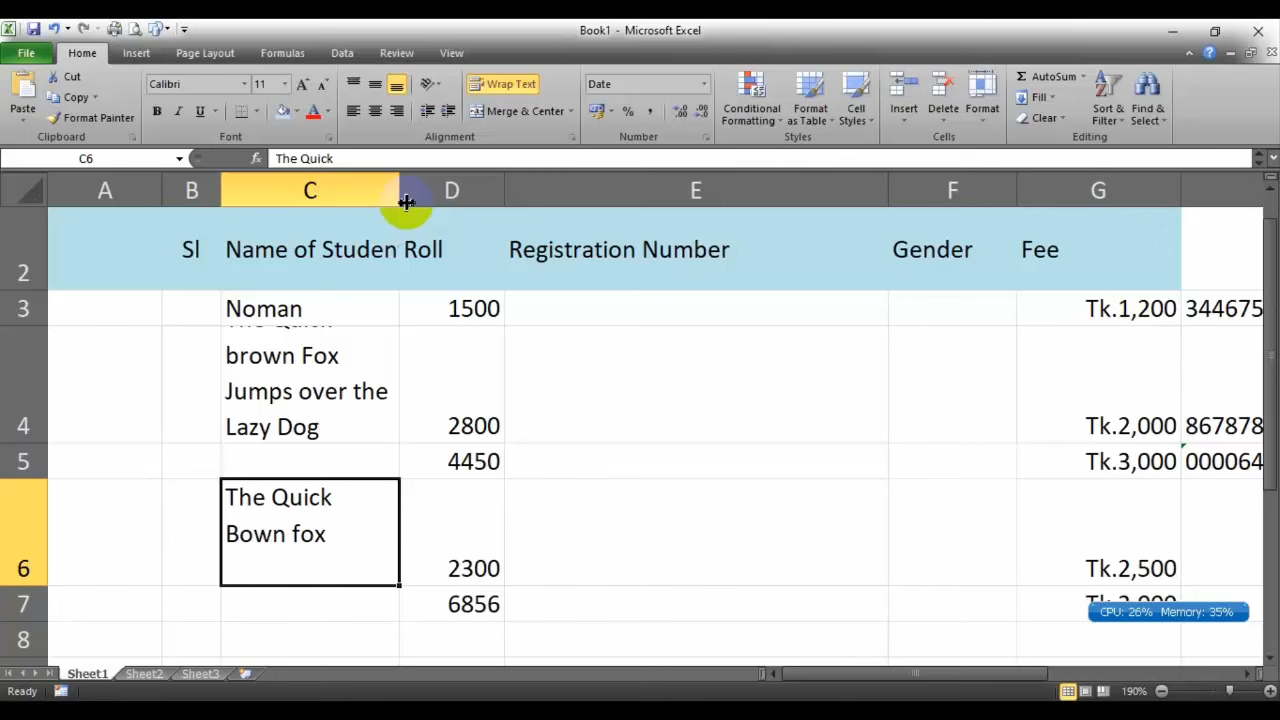 Book1 - Microsoft Excel
File Home Insert Page Layout Formulas Data Review View
Paste
Cut
Copy
Format Painter
Clipboard
Calibri 11
B I U
Font
Wrap Text
Merge & Center
Alignment
Date
%
Number
Conditional Formatting
Format as Table
Cell Styles
Styles
Insert Delete Format
Cells
Σ AutoSum
Fill
Clear
Sort & Filter
Find & Select
Editing
C6 fx The Quick
A B C D E F G
2 Sl Name of Studen Roll Registration Number Gender Fee
3 Noman 1500 Tk.1,200 344675
The Quick
brown Fox
Jumps over the
4 Lazy Dog 2800 Tk.2,000 867878
5 4450 Tk.3,000 000064
The Quick
Bown fox
6 2300 Tk.2,500
7 6856
CPU: 26% Memory: 35%
8
Sheet1 Sheet2 Sheet3
Ready 190%